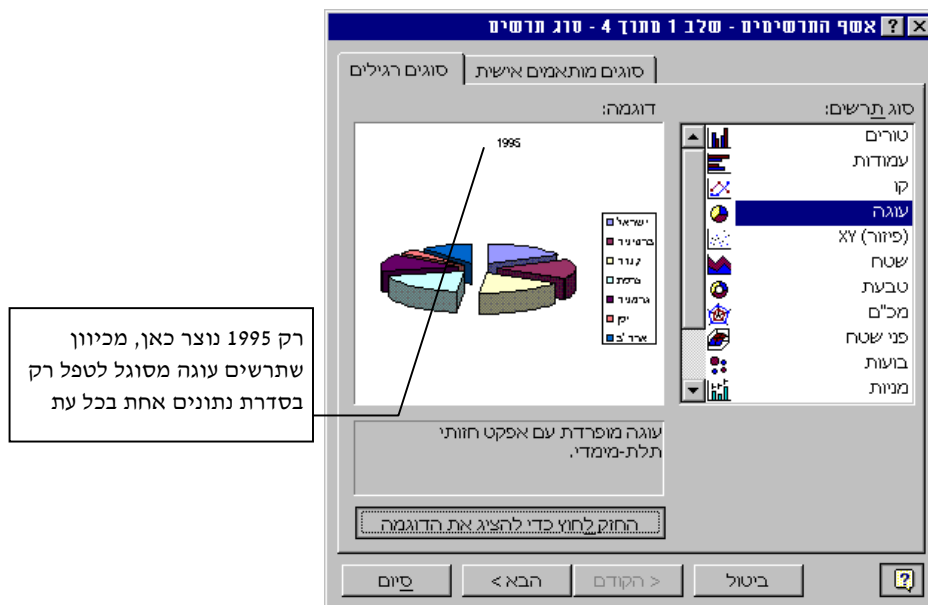 אשף התרשימים - שלב 1 מתוך 4 - סוג תרשים
סוגים רגילים
סוגים מותאמים אישית
סוג תרשים:
טורים
עמודות
קו
עוגה
(פיזור) XY
שטח
טבעת
מכ"ם
פני שטח
בועות
מניות
דוגמה:
1995
ישראל
בריטניה
קנדה
צרפת
גרמניה
יפן
ארה"ב
רק 1995 נוצר כאן, מכיוון
שתרשים עוגה מסוגל לטפל רק
בסדרת נתונים אחת בכל עת
עוגה מופרדת עם אפקט חזותי
תלת-מימדי.
החזק לחוץ כדי להציג את הדוגמה
ביטול
< הקודם
הבא >
סיום